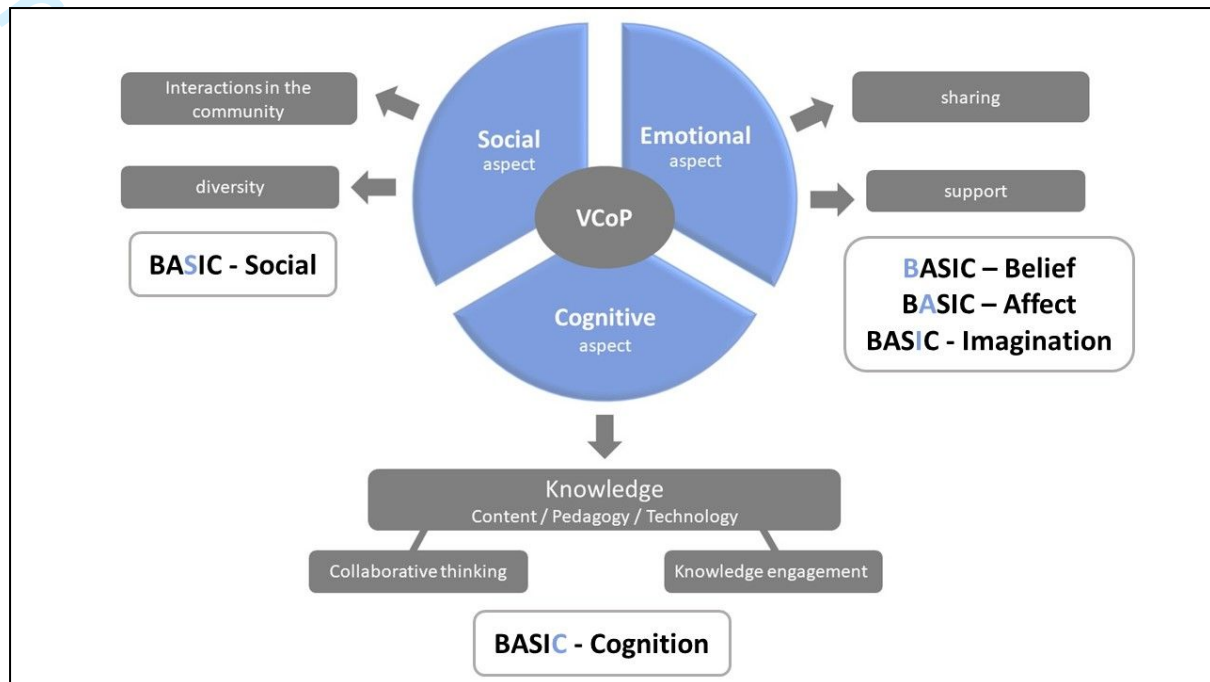 Interactions in the
community
diversity
BASIC - Social
Social
aspect
Emotional
aspect
VCoP
Cognitive
aspect
sharing
support
BASIC – Belief
BASIC – Affect
BASIC - Imagination
Knowledge
Content / Pedagogy / Technology
Collaborative thinking
Knowledge engagement
BASIC - Cognition